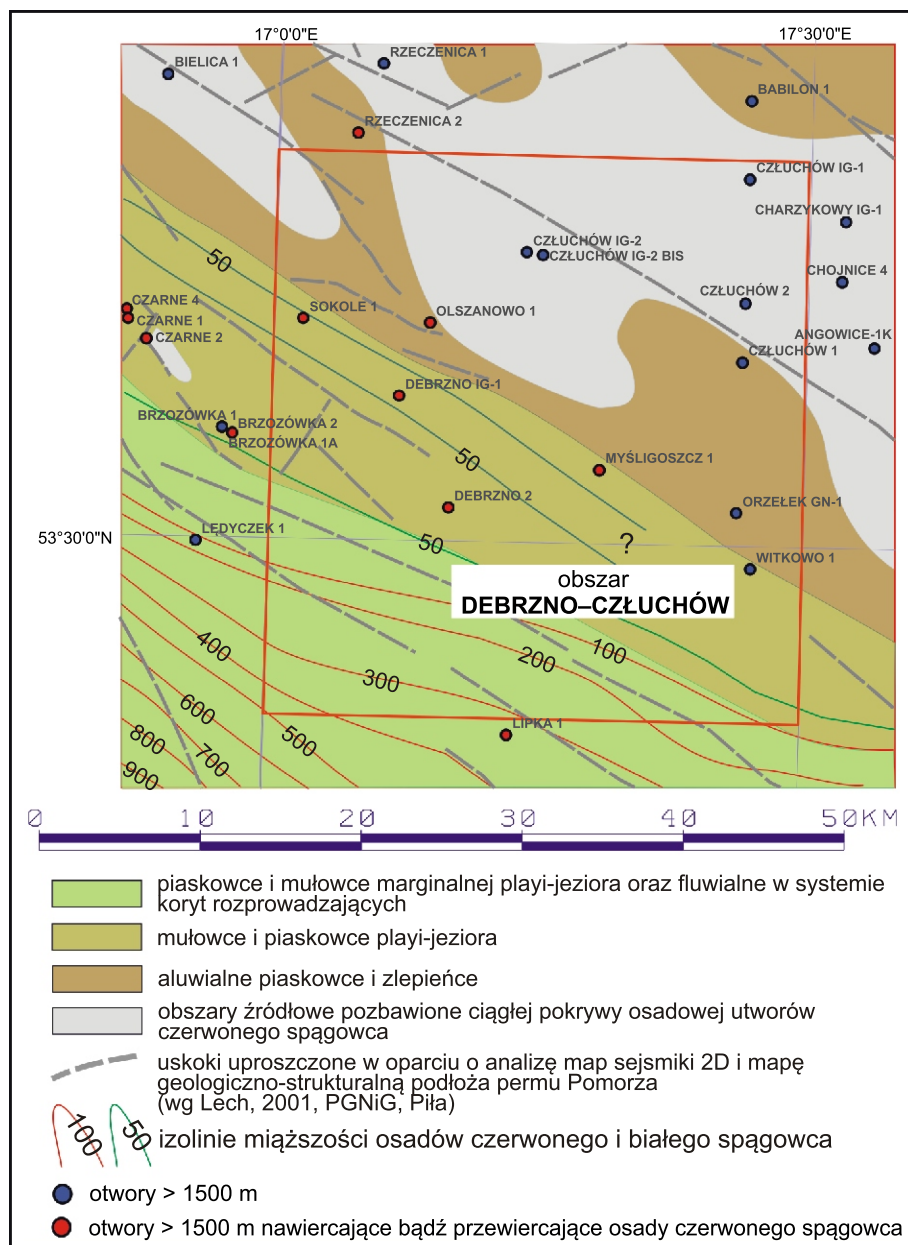 17°0'0"E
17°30'0"E
RZECZENICA 1
BIELICA 1
BABILON 1
RZECZENICA 2
CZŁUCHÓW IG-1
CHARZYKOWY IG-1
CZŁUCHÓW IG-2
CZŁUCHÓW IG-2 BIS
50
CHOJNICE 4
CZŁUCHÓW 2
CZARNE 4
SOKOLE 1
OLSZANOWO 1
CZARNE 1
CZARNE 2
ANGOWICE-1K
CZŁUCHÓW 1
DEBRZNO IG-1
BRZOZÓWKA 1
BRZOZÓWKA 2
BRZOZÓWKA 1A
50
MYŚLIGOSZCZ 1
DEBRZNO 2
ORZEŁEK GN-1
LĘDYCZEK 1
53°30'0"N
50
?
WITKOWO 1
obszar
DEBRZNO–CZŁUCHÓW
400
100
200
300
600
500
LIPKA 1
800
700
900
0 10 20 30 40 50KM
piaskowce i mułowce marginalnej playi-jeziora oraz fluwialne w systemie
koryt rozprowadzających
mułowce i piaskowce playi-jeziora
aluwialne piaskowce i zlepieńce
obszary źródłowe pozbawione ciągłej pokrywy osadowej utworów
czerwonego spągowca
uskoki uproszczone w oparciu o analizę map sejsmiki 2D i mapę
geologiczno-strukturalną podłoża permu Pomorza
(wg Lech, 2001, PGNiG, Piła)
100 50 izolinie miąższości osadów czerwonego i białego spągowca
otwory > 1500 m
otwory > 1500 m nawiercające bądź przewiercające osady czerwonego spągowca